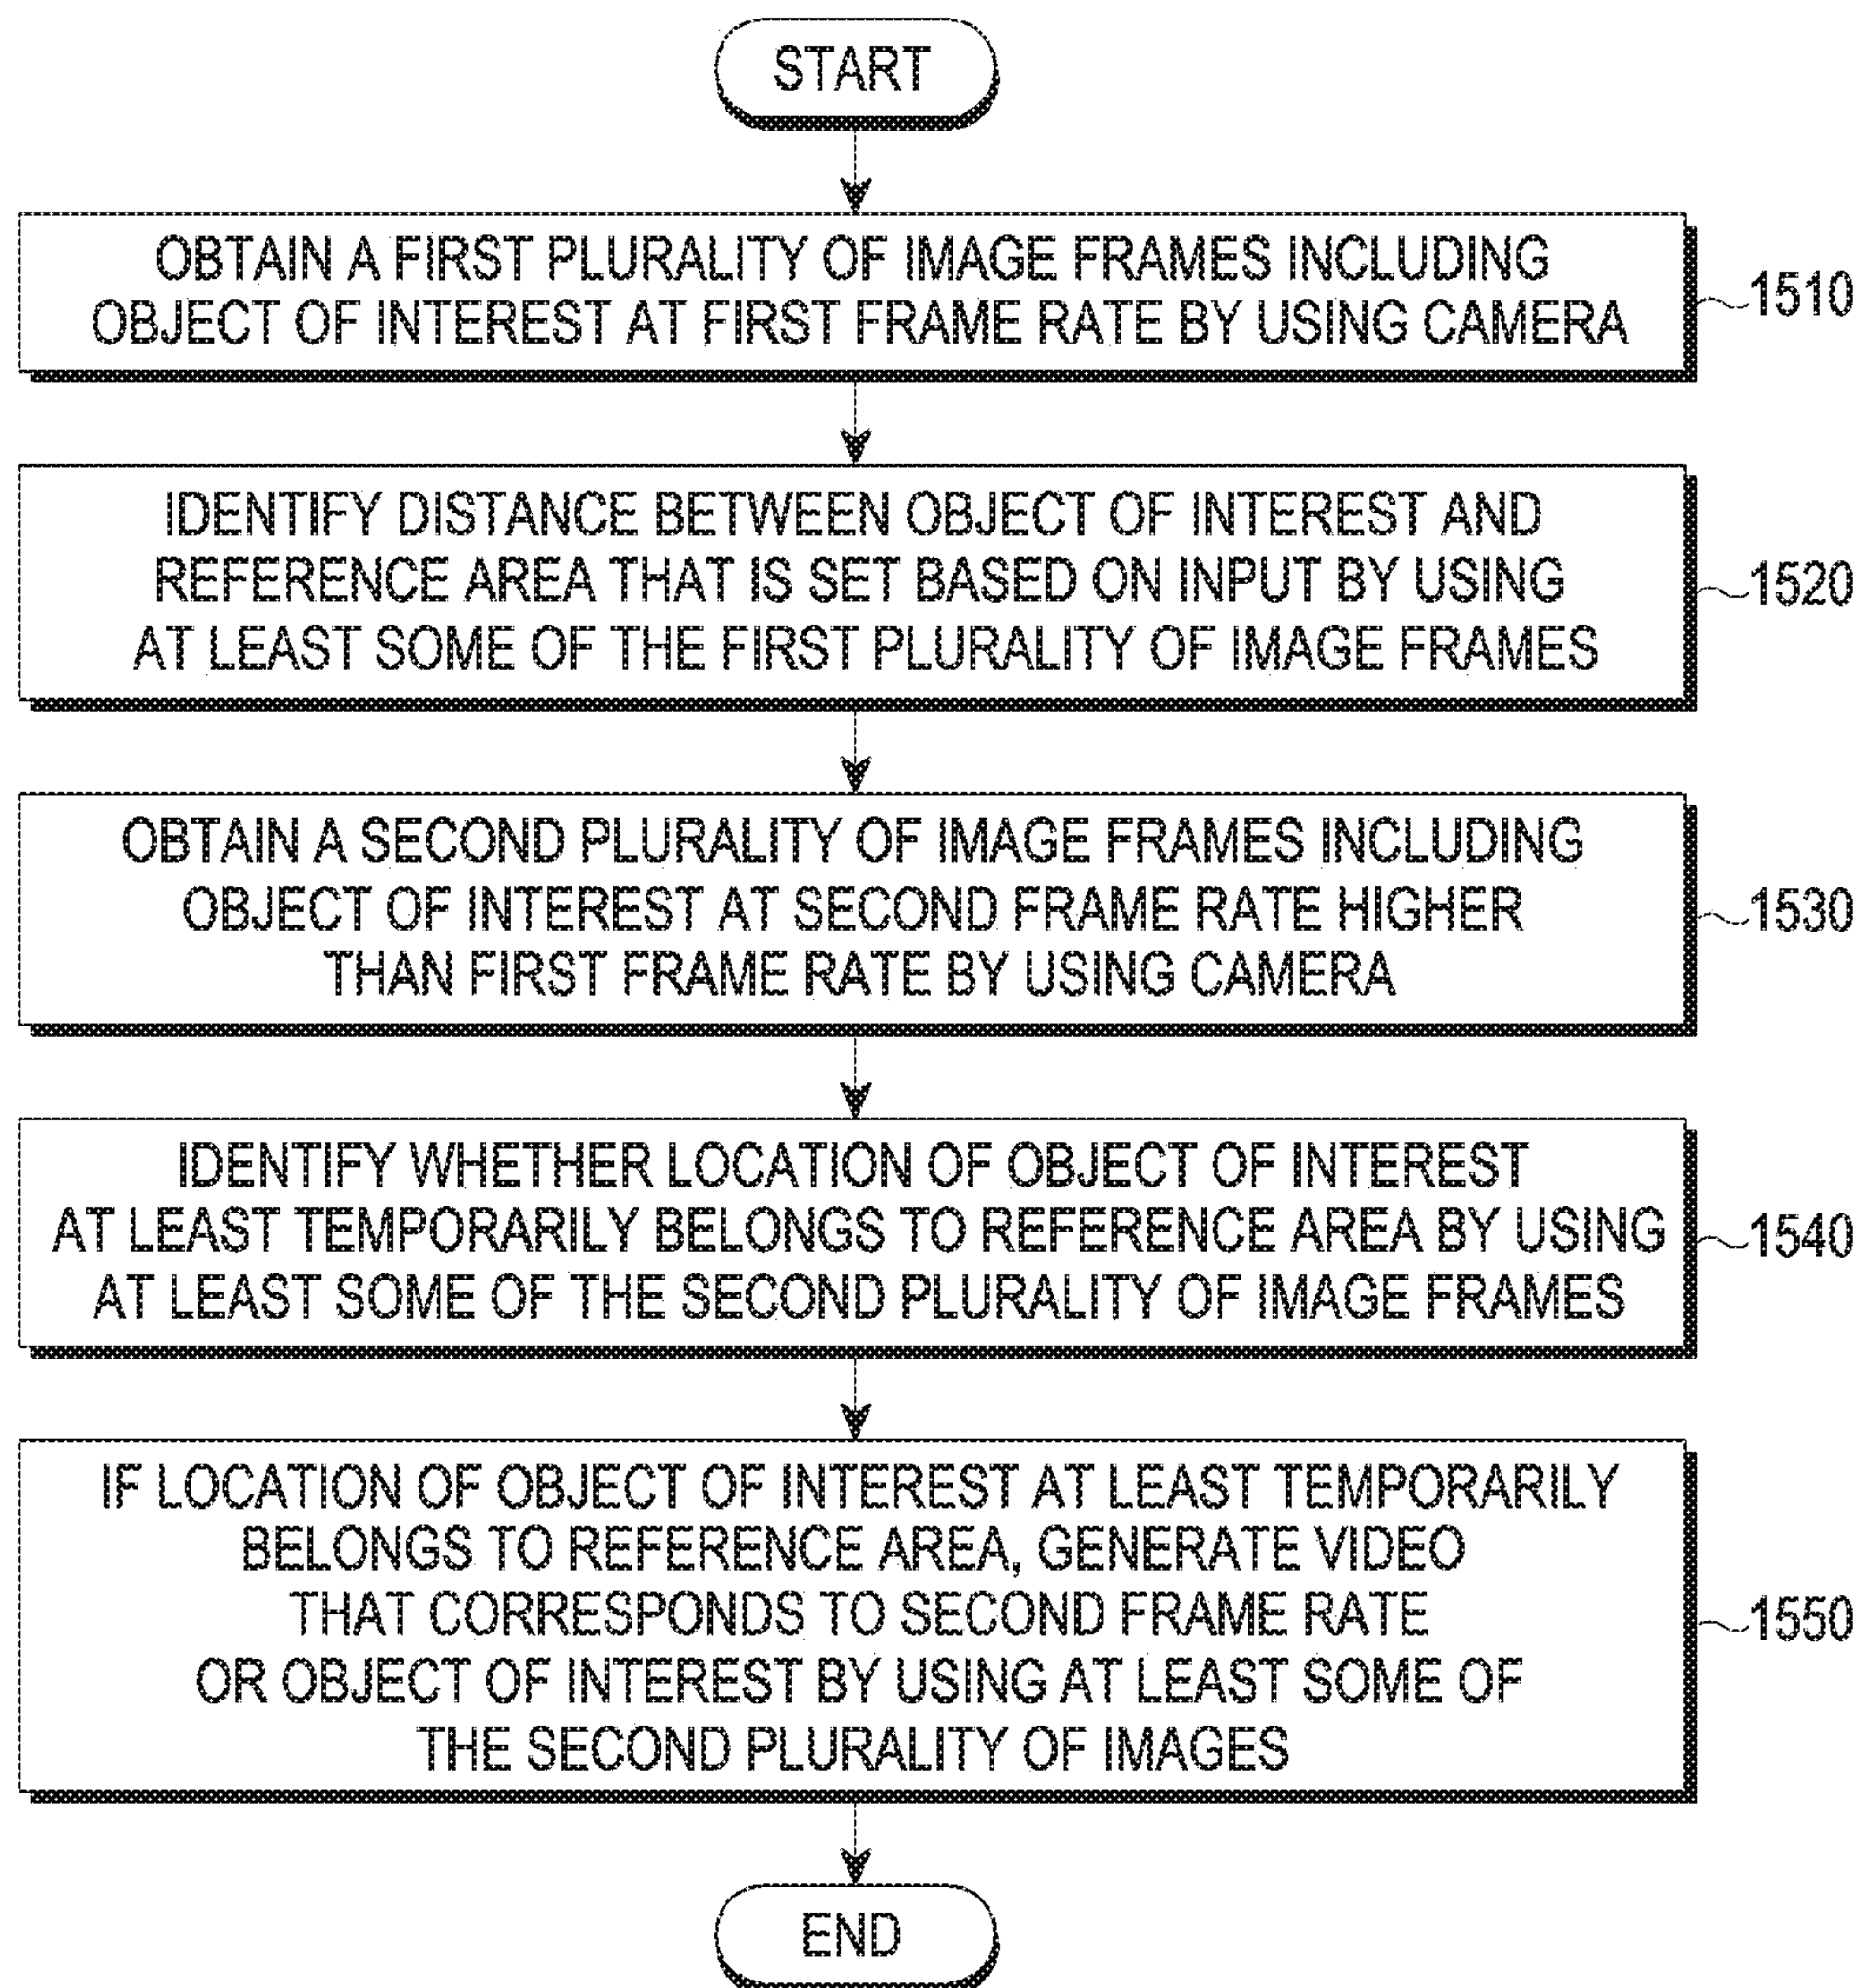 START
OBTAIN A FIRST PLURALITY OF IMAGE FRAMES INCLUDING
OBJECT OF INTEREST AT FIRST FRAME RATE BY USING CAMERA
1510
IDENTIFY DISTANCE BETWEEN OBJECT OF INTEREST AND
REFERENCE AREA THAT IS SET BASED ON INPUT BY USING
AT LEAST SOME OF THE FIRST PLURALITY OF IMAGE FRAMES
1520
OBTAIN A SECOND PLURALITY OF IMAGE FRAMES INCLUDING
OBJECT OF INTEREST AT SECOND FRAME RATE HIGHER
THAN FIRST FRAME RATE BY USING CAMERA
1530
IDENTIFY WHETHER LOCATION OF OBJECT OF INTEREST
AT LEAST TEMPORARILY BELONGS TO REFERENCE AREA BY USING
AT LEAST SOME OF THE SECOND PLURALITY OF IMAGE FRAMES
1540
IF LOCATION OF OBJECT OF INTEREST AT LEAST TEMPORARILY
BELONGS TO REFERENCE AREA, GENERATE VIDEO
THAT CORRESPONDS TO SECOND FRAME RATE
OR OBJECT OF INTEREST BY USING AT LEAST SOME OF
THE SECOND PLURALITY OF IMAGES
1550
END